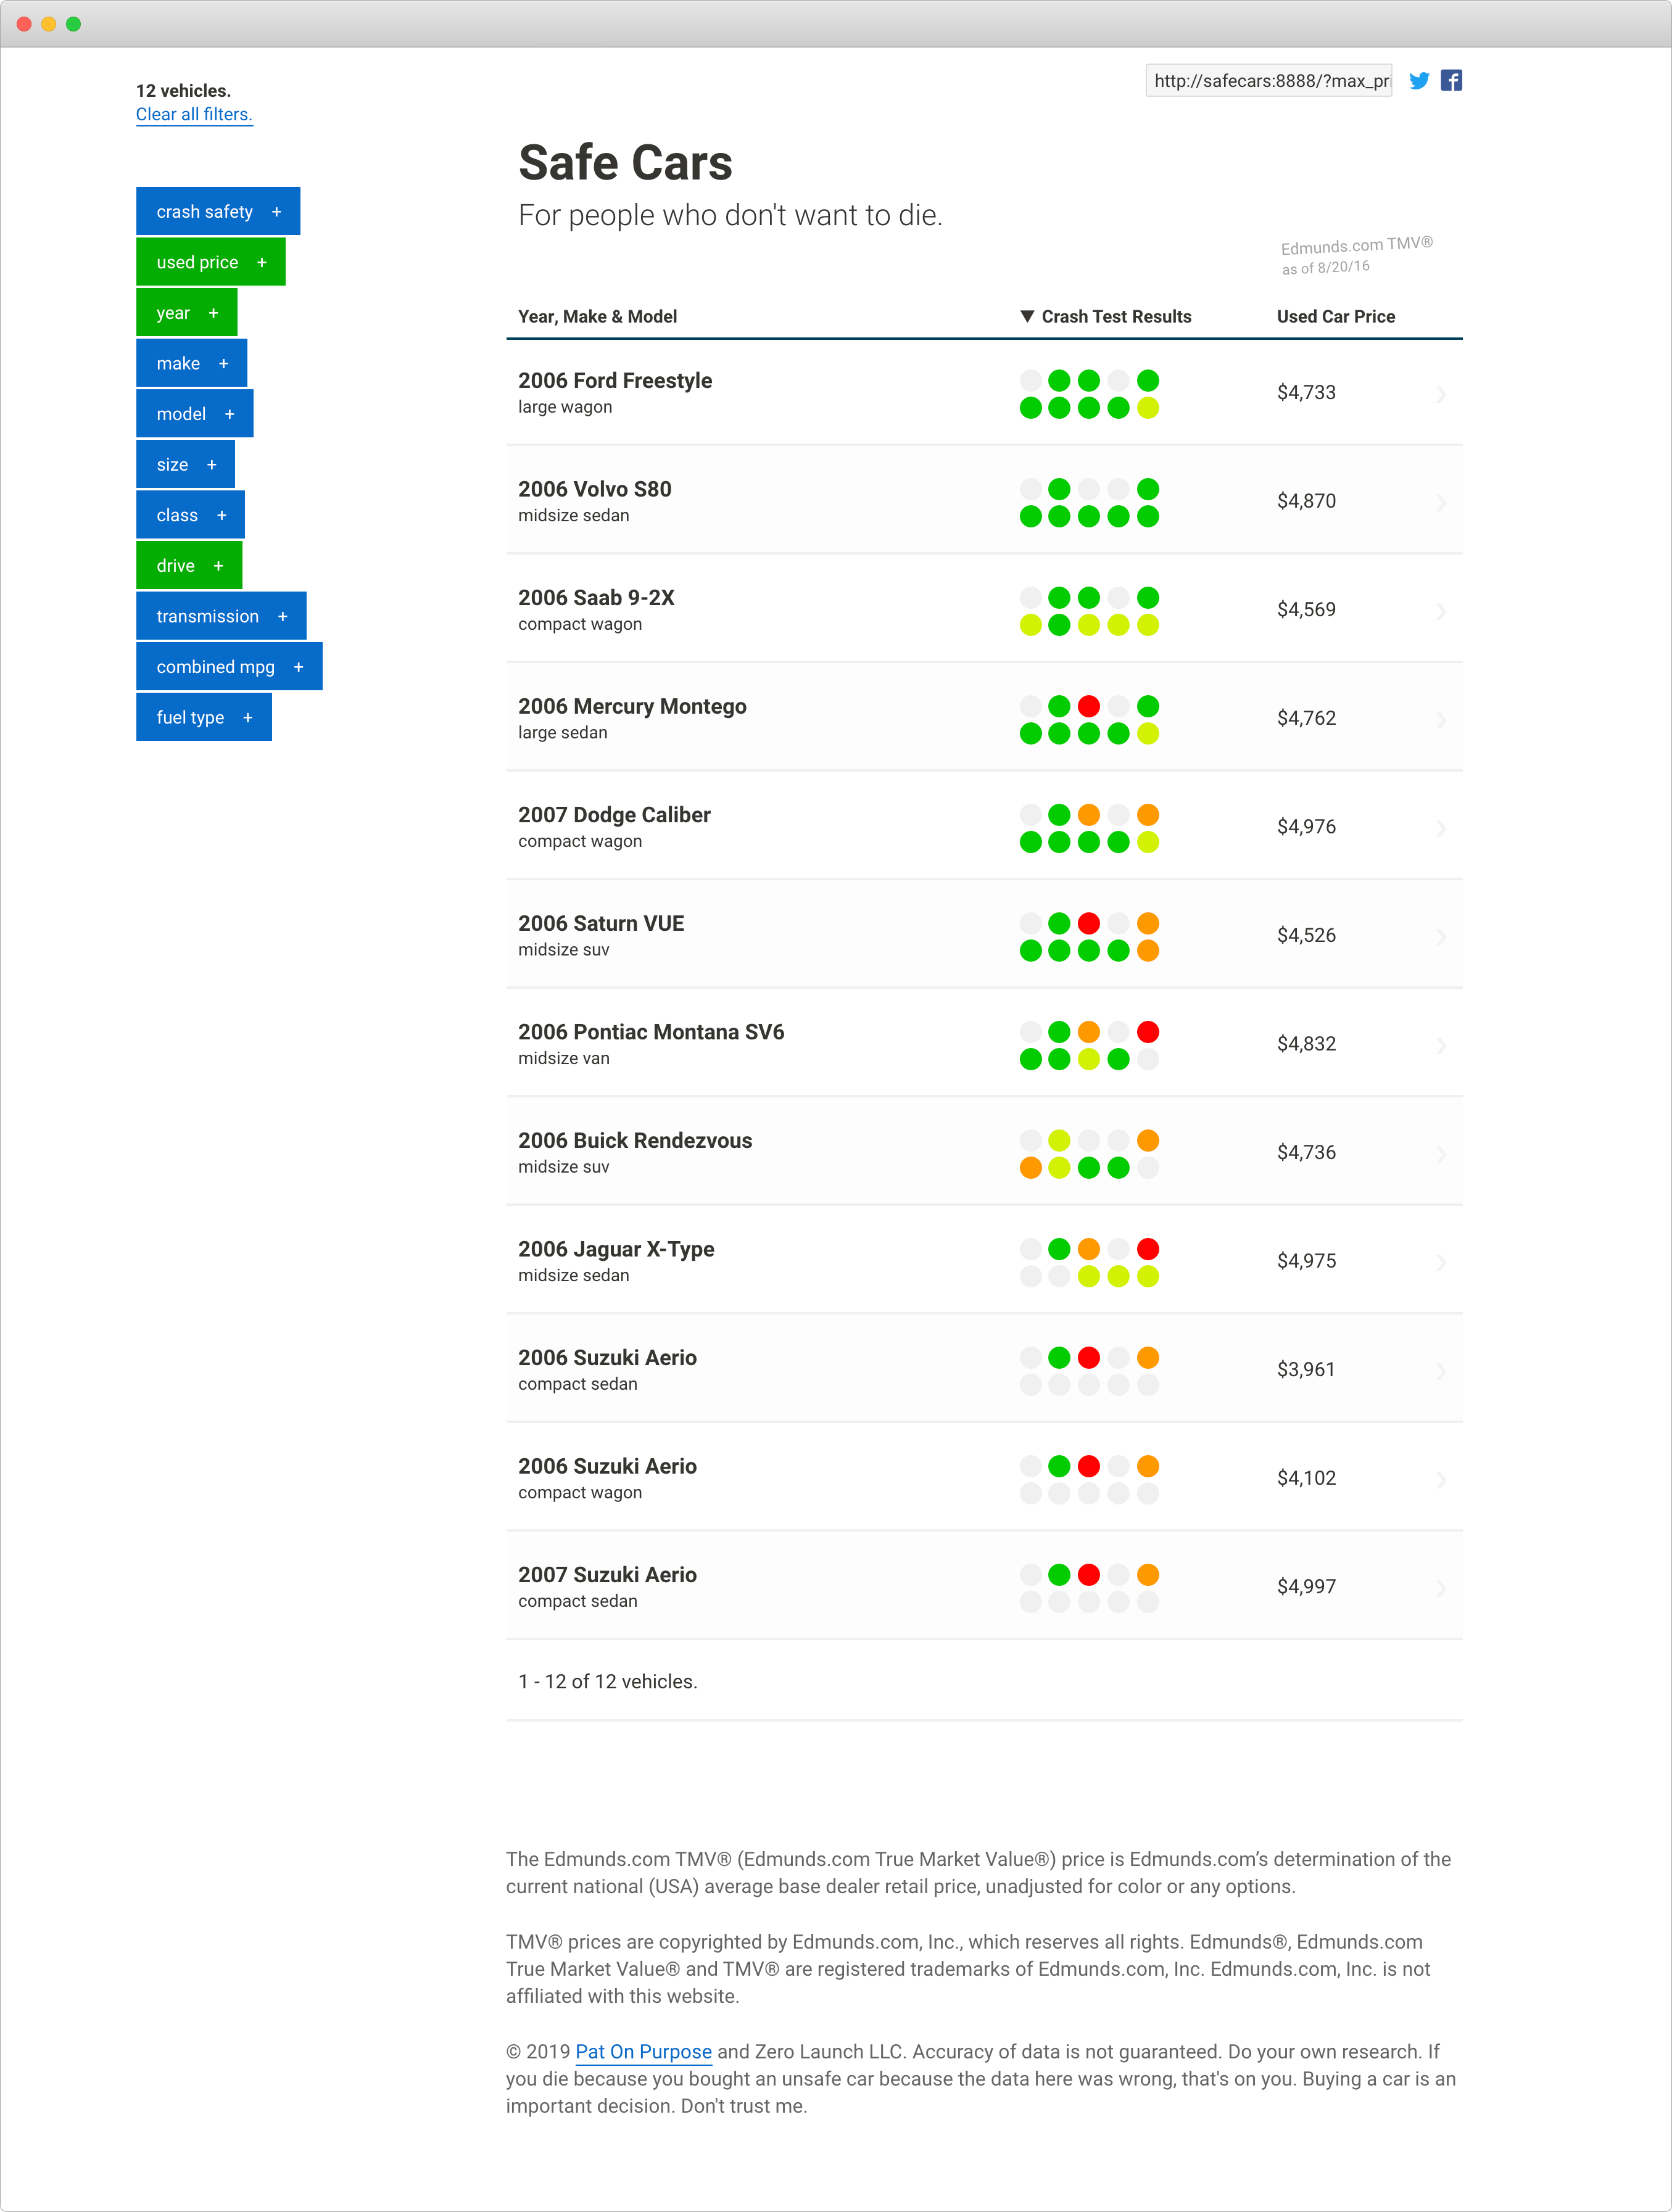 12 vehicles.
Clear all filters.
http://safecars:8888/?max_pri
crash safety +
used price +
year +
make +
model +
size +
class +
drive +
transmission +
combined mpg +
fuel type +
Safe Cars
For people who don't want to die.
Edmunds.com TMV®
as of 8/20/16
Year, Make & Model ▼ Crash Test Results Used Car Price
2006 Ford Freestyle
large wagon
$4,733
2006 Volvo S80
midsize sedan
$4,870
2006 Saab 9-2X
compact wagon
$4,569
2006 Mercury Montego
large sedan
$4,762
2007 Dodge Caliber
compact wagon
$4,976
2006 Saturn VUE
midsize suv
$4,526
2006 Pontiac Montana SV6
midsize van
$4,832
2006 Buick Rendezvous
midsize suv
$4,736
2006 Jaguar X-Type
midsize sedan
$4,975
2006 Suzuki Aerio
compact sedan
$3,961
2006 Suzuki Aerio
compact wagon
$4,102
2007 Suzuki Aerio
compact sedan
$4,997
1 - 12 of 12 vehicles.
The Edmunds.com TMV® (Edmunds.com True Market Value®) price is Edmunds.com’s determination of the
current national (USA) average base dealer retail price, unadjusted for color or any options.
TMV® prices are copyrighted by Edmunds.com, Inc., which reserves all rights. Edmunds®, Edmunds.com
True Market Value® and TMV® are registered trademarks of Edmunds.com, Inc. Edmunds.com, Inc. is not
affiliated with this website.
© 2019 Pat On Purpose and Zero Launch LLC. Accuracy of data is not guaranteed. Do your own research. If
you die because you bought an unsafe car because the data here was wrong, that's on you. Buying a car is an
important decision. Don't trust me.